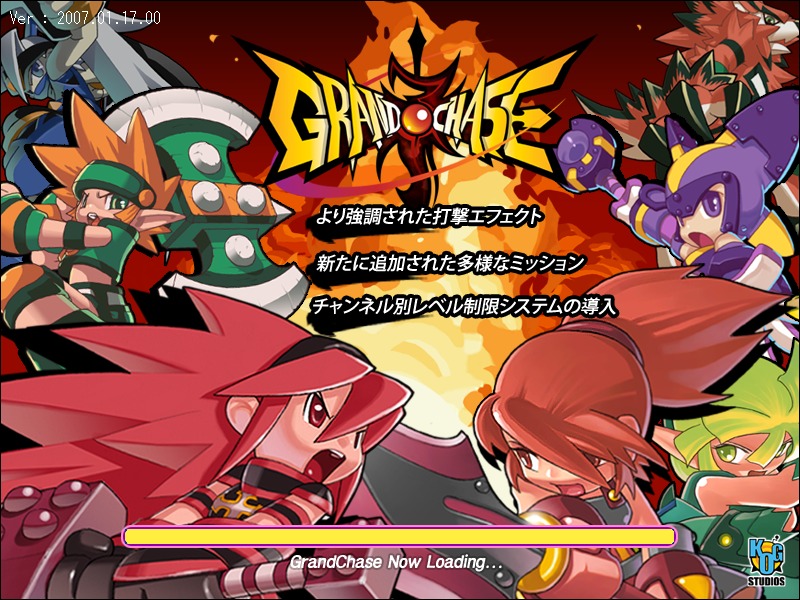 Ver : 2007.01.17.00
GRAND CHASE
より強調された打撃エフェクト
新たに追加された多様なミッション
チャンネル別レベル制限システムの導入
GrandChase Now Loading...
KOG
STUDIOS